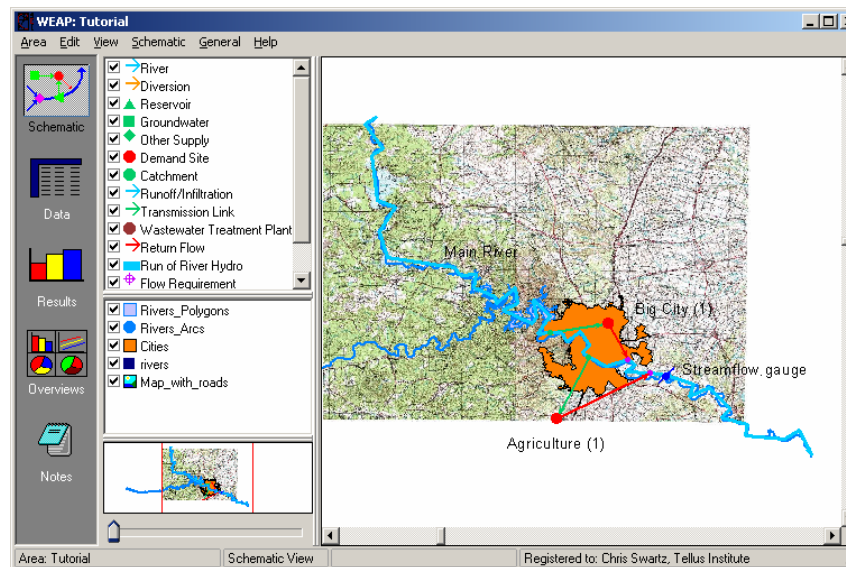 WEAP: Tutorial
Area Edit View Schematic General Help
Schematic
Data
Results
Overviews
Notes
River
Diversion
Reservoir
Groundwater
Other Supply
Demand Site
Catchment
Runoff/Infiltration
Transmission Link
Wastewater Treatment Plant
Return Flow
Run of River Hydro
Flow Requirement
Rivers_Polygons
Rivers_Arcs
Cities
rivers
Map_with_roads
Main River
Big City (1)
Streamflow gauge
Agriculture (1)
Area: Tutorial
Schematic View
Registered to: Chris Swartz, Tellus Institute